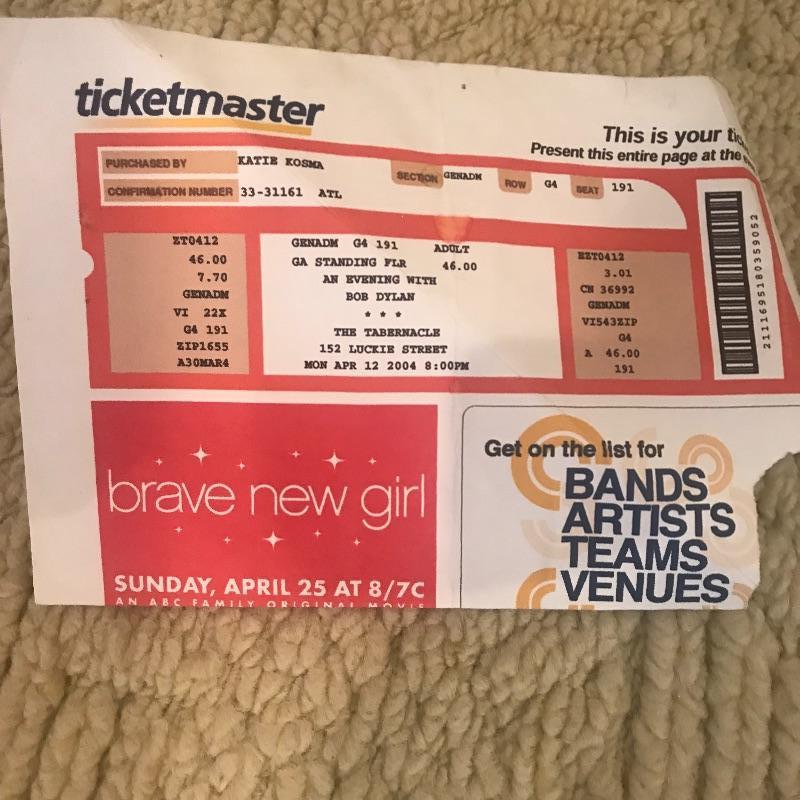 ticketmaster
This is your
Present this entire page at the
PURCHASED BY KATIE KOSMA
CONFIRMATION NUMBER 33-31161 ATL
SECTION GENADM ROW G4 SEAT 191
ZT0412
46.00
7.70
GENADM
VI 22X
G4 191
ZIP1655
A30MAR4
GENADM G4 191 ADULT
GA STANDING FLR 46.00
AN EVENING WITH
BOB DYLAN
* * *
THE TABERNACLE
152 LUCKIE STREET
MON APR 12 2004 8:00PM
EZT0412
3.01
CN 36992
GENADM
VI543ZIP
G4
A 46.00
191
2111695180359052
brave new girl
SUNDAY, APRIL 25 AT 8/7C
AN ABC FAMILY ORIGINAL MOVIE
Get on the list for
BANDS
ARTISTS
TEAMS
VENUES